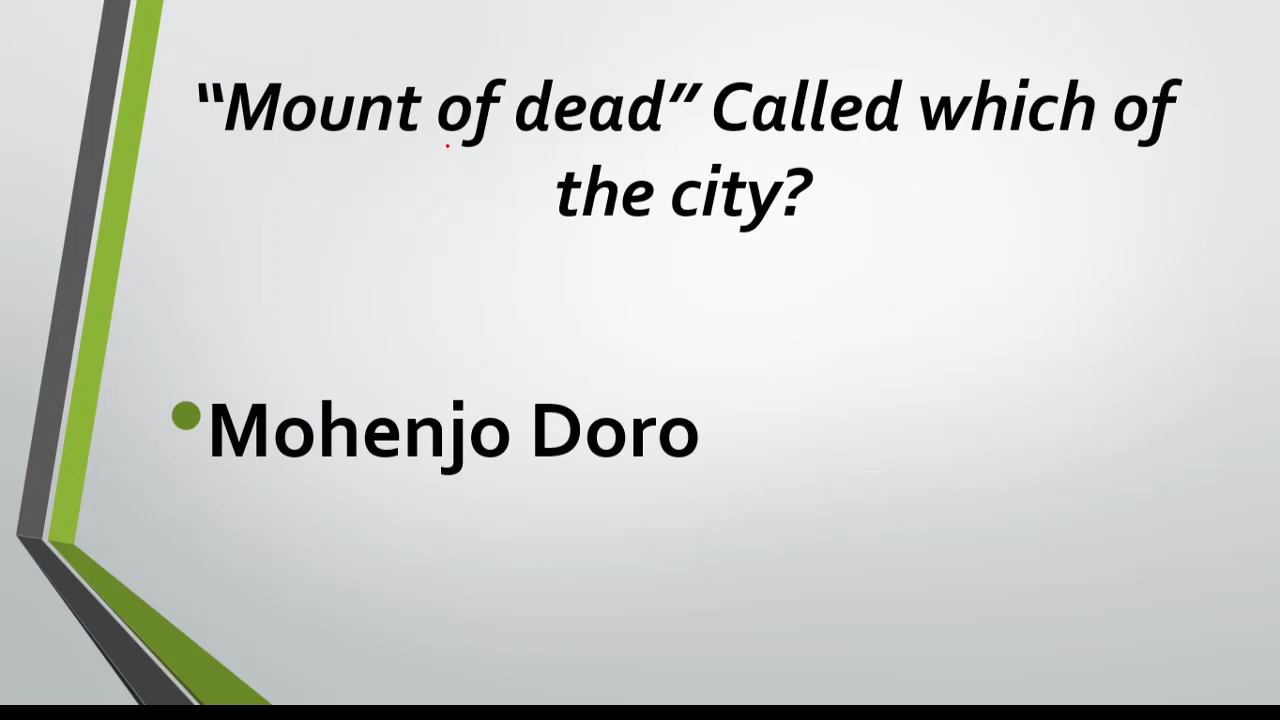 “Mount of dead” Called which of
the city?
Mohenjo Doro